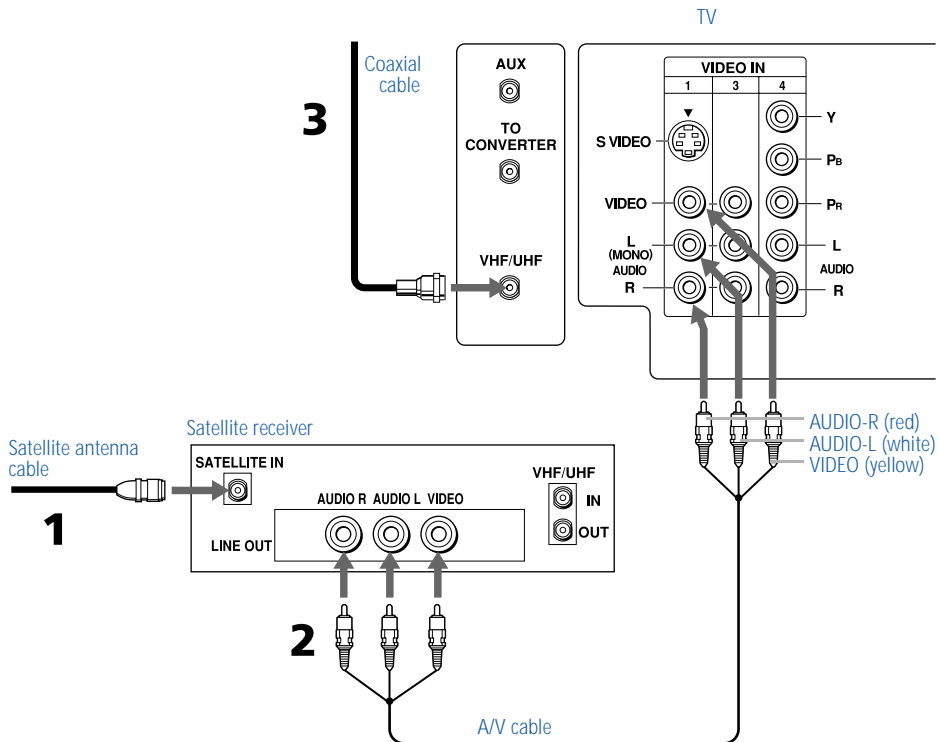 TV
Coaxial
cable
3
AUX
TO
CONVERTER
VHF/UHF
VIDEO IN
1 3 4
S VIDEO
VIDEO
L
(MONO)
AUDIO
R
Y
PB
PR
L
AUDIO
R
AUDIO-R (red)
AUDIO-L (white)
VIDEO (yellow)
Satellite antenna
cable
1
Satellite receiver
SATELLITE IN
AUDIO R AUDIO L VIDEO
LINE OUT
VHF/UHF
IN
OUT
2
A/V cable